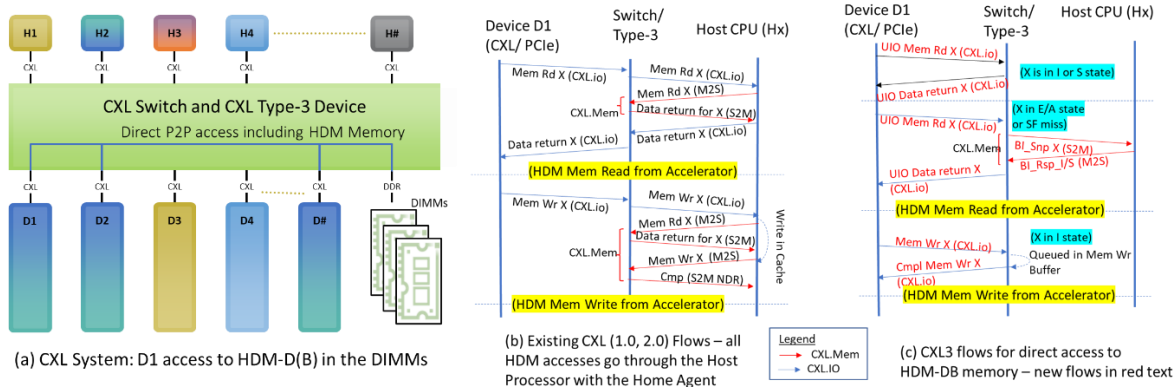 H1
H2
H3
H4
H#
CXL
CXL
CXL
CXL
CXL
CXL Switch and CXL Type-3 Device
Direct P2P access including HDM Memory
CXL
CXL
CXL
CXL
CXL
DDR
D1
D2
D3
D4
D#
DIMMs
(a) CXL System: D1 access to HDM-D(B) in the DIMMs
Device D1
(CXL/ PCIe)
Switch/
Type-3
Host CPU (Hx)
Mem Rd X (CXL.io)
Mem Rd X (CXL.io)
Mem Rd X (M2S)
CXL.Mem
Data return for X (S2M)
Data return X (CXL.io)
Data return X (CXL.io)
(HDM Mem Read from Accelerator)
Mem Wr X (CXL.io)
Mem Wr X (CXL.io)
Mem Rd X (M2S)
Data return for X (S2M)
CXL.Mem
Mem Wr X (M2S)
Cmp (S2M NDR)
Write in Cache
(HDM Mem Write from Accelerator)
(b) Existing CXL (1.0, 2.0) Flows – all
HDM accesses go through the Host
Processor with the Home Agent
Legend
CXL.Mem
CXL.IO
Device D1
(CXL/ PCIe)
Switch/
Type-3
Host CPU (Hx)
UIO Mem Rd X
(CXL.io)
(X is in I or S state)
UIO Data return X (CXL.io)
(X in E/A state
or SF miss)
UIO Mem Rd X (CXL.io)
CXL.Mem
BI_Snp X (S2M)
BI_Rsp_I/S (M2S)
UIO Data return X
(CXL.io)
(HDM Mem Read from Accelerator)
(X in I state)
Mem Wr X (CXL.io)
Queued in Mem Wr
Buffer
Cmpl Mem Wr X
(CXL.io)
(HDM Mem Write from Accelerator)
(c) CXL3 flows for direct access to
HDM-DB memory – new flows in red text